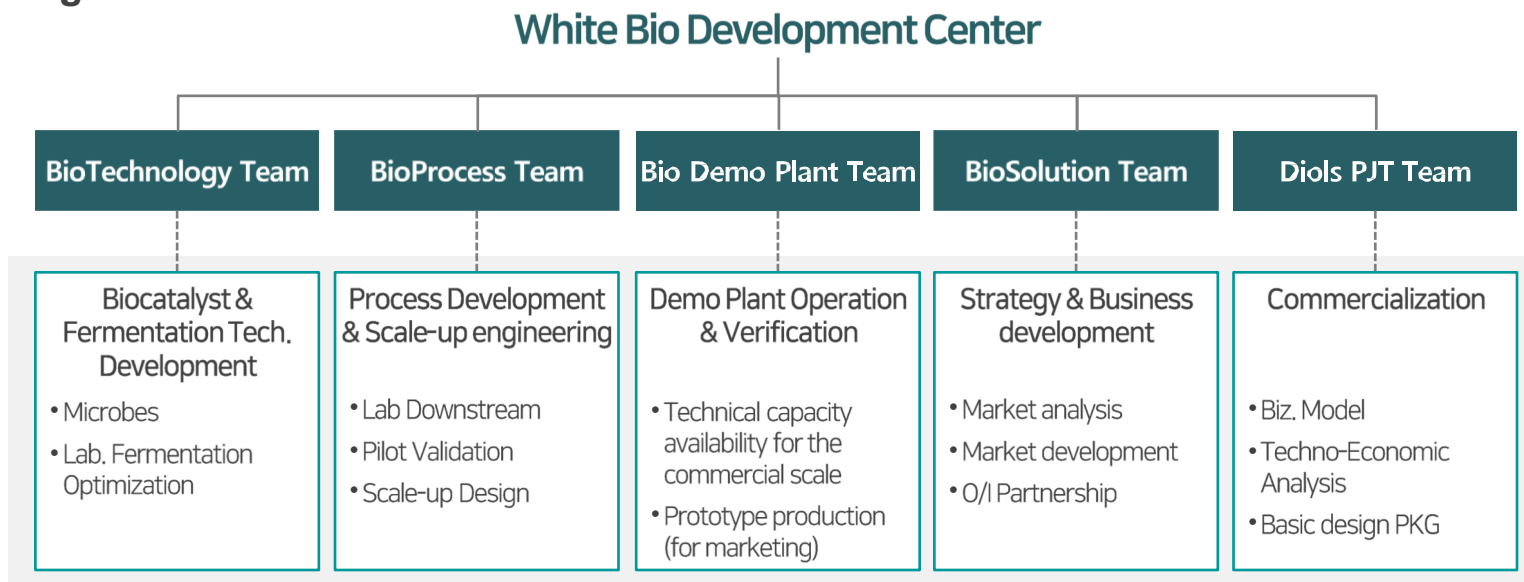 White Bio Development Center
BioTechnology Team
BioProcess Team
Bio Demo Plant Team
BioSolution Team
Diols PJT Team
Biocatalyst &
Fermentation Tech.
Development
• Microbes
• Lab. Fermentation
Optimization
Process Development
& Scale-up engineering
• Lab Downstream
• Pilot Validation
• Scale-up Design
Demo Plant Operation
& Verification
• Technical capacity
availability for the
commercial scale
• Prototype production
(for marketing)
Strategy & Business
development
• Market analysis
• Market development
• O/I Partnership
Commercialization
• Biz. Model
• Techno-Economic
Analysis
• Basic design PKG